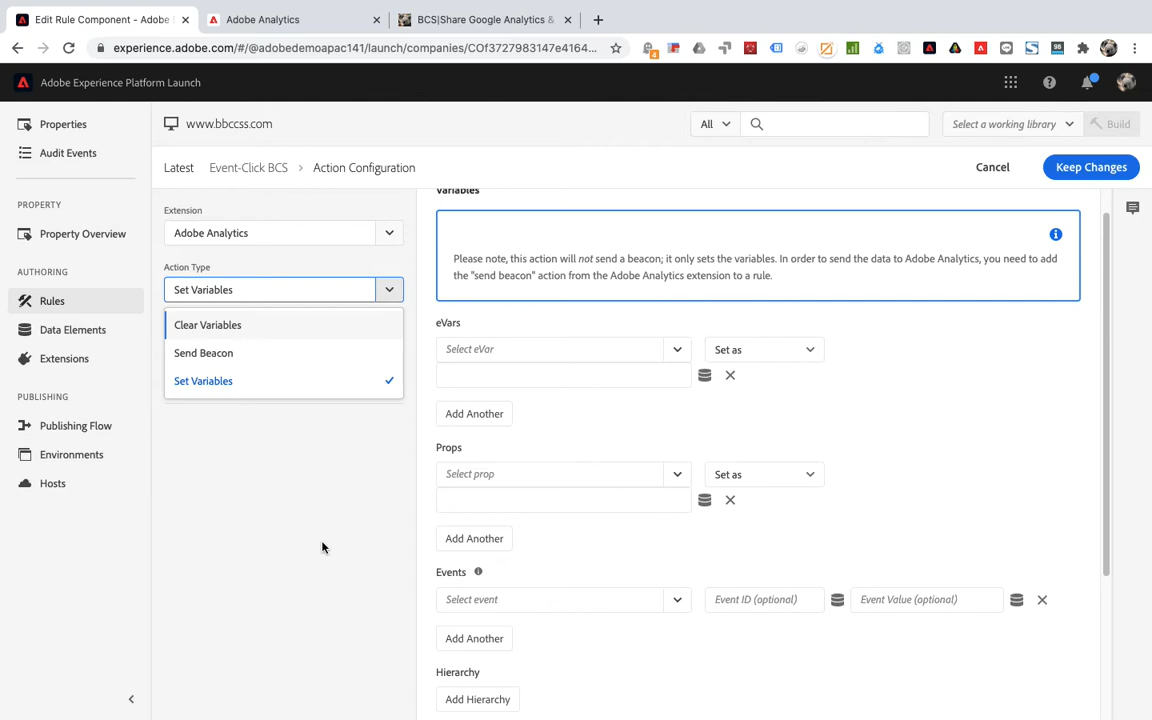 Edit Rule Component - Adobe
Adobe Analytics
BCS|Share Google Analytics &
experience.adobe.com/#/@adobedemoapac141/launch/companies/COf3727983147e4164...
4
98
Adobe Experience Platform Launch
Properties
Audit Events
PROPERTY
Property Overview
AUTHORING
Rules
Data Elements
Extensions
PUBLISHING
Publishing Flow
Environments
Hosts
www.bbccss.com
All
Select a working library
Build
Latest
Event-Click BCS
Action Configuration
Cancel
Keep Changes
Extension
Adobe Analytics
Action Type
Set Variables
Clear Variables
Send Beacon
Set Variables
Variables
Please note, this action will not send a beacon; it only sets the variables. In order to send the data to Adobe Analytics, you need to
add the "send beacon" action from the Adobe Analytics extension to a rule.
eVars
Select eVar
Set as
Add Another
Props
Select prop
Set as
Add Another
Events
Select event
Event ID (optional)
Event Value (optional)
Add Another
Hierarchy
Add Hierarchy